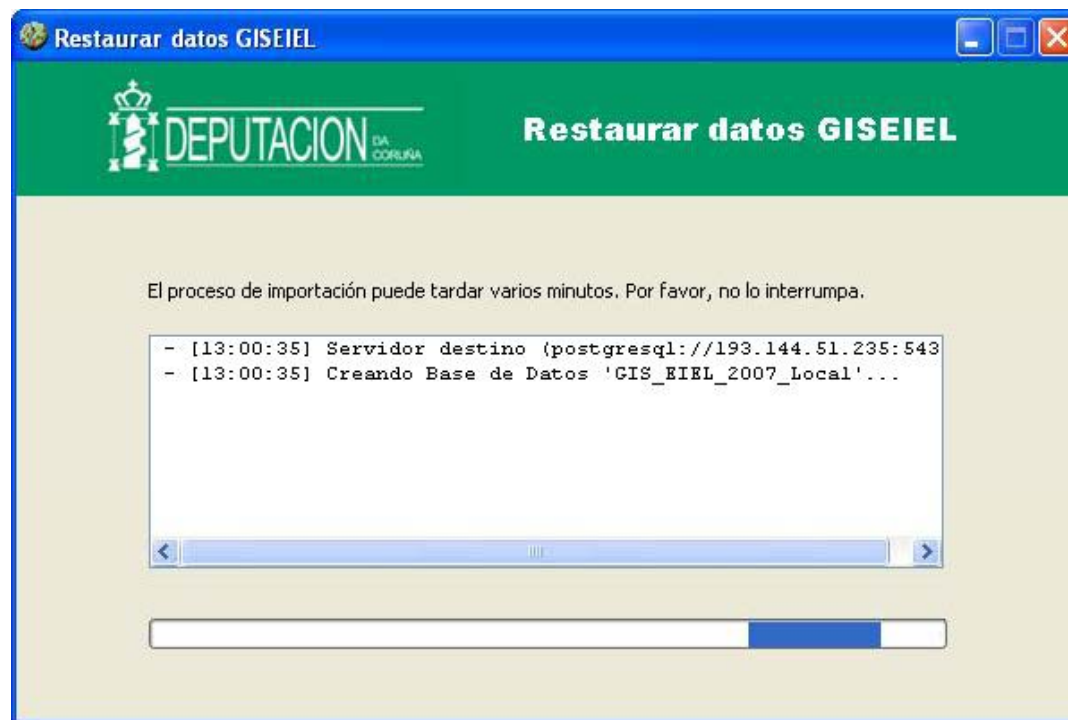 Restaurar datos GISEIEL
DEPUTACION DA CORUÑA
Restaurar datos GISEIEL
El proceso de importación puede tardar varios minutos. Por favor, no lo interrumpa.
- [13:00:35] Servidor destino (postgresql://193.144.51.235:543
- [13:00:35] Creando Base de Datos 'GIS_EIEL_2007_Local'...